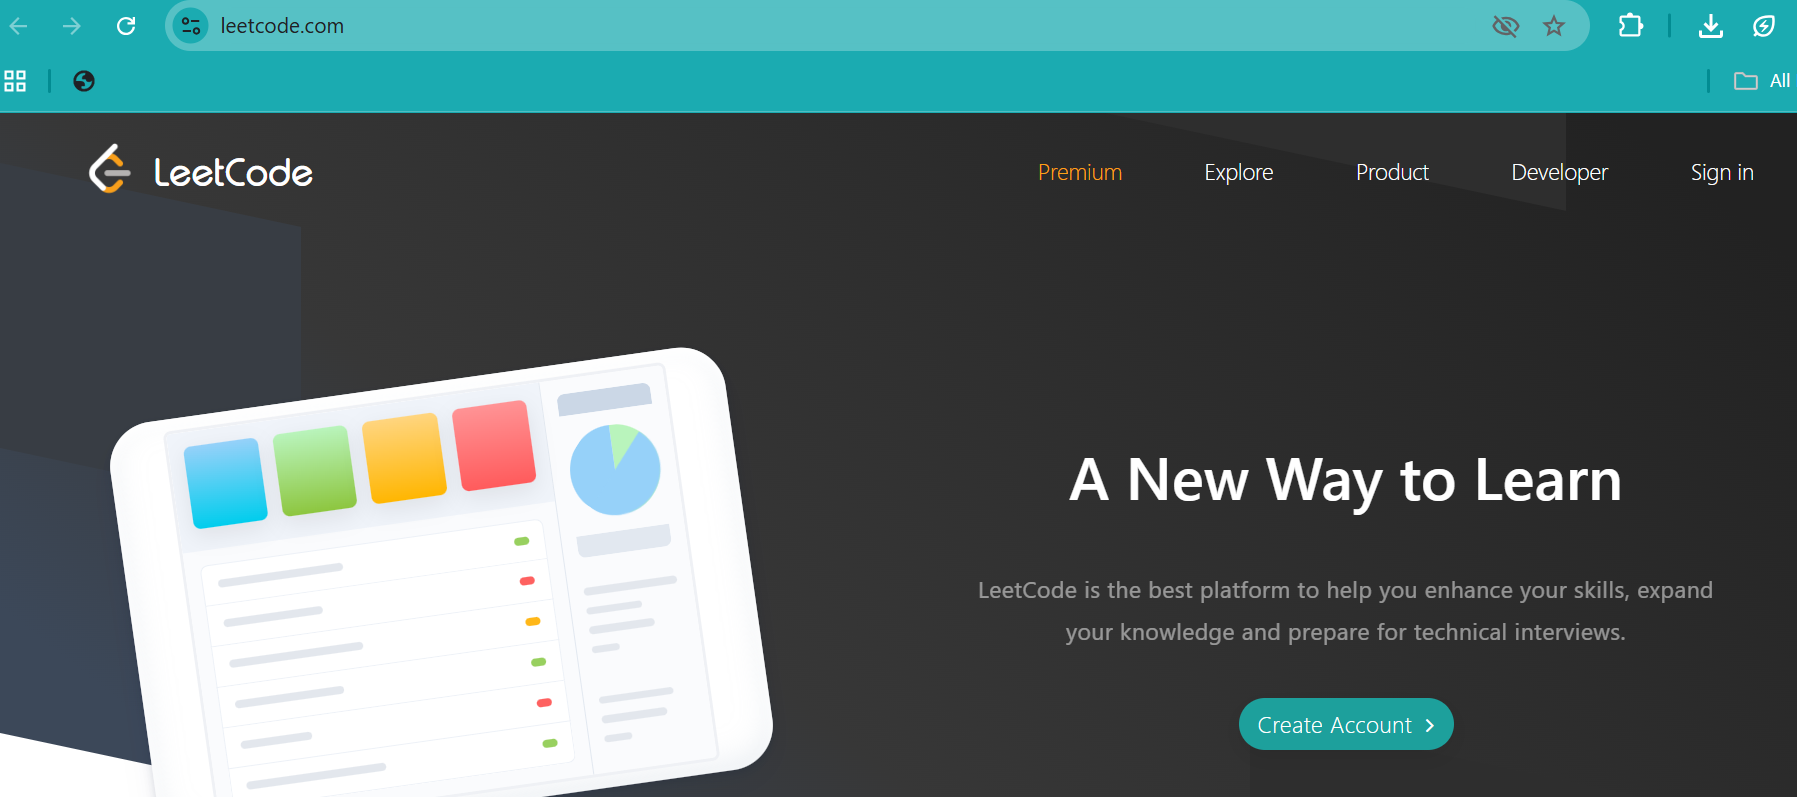 leetcode.com
All
LeetCode
Premium
Explore
Product
Developer
Sign in
A New Way to Learn
LeetCode is the best platform to help you enhance your skills, expand
your knowledge and prepare for technical interviews.
Create Account